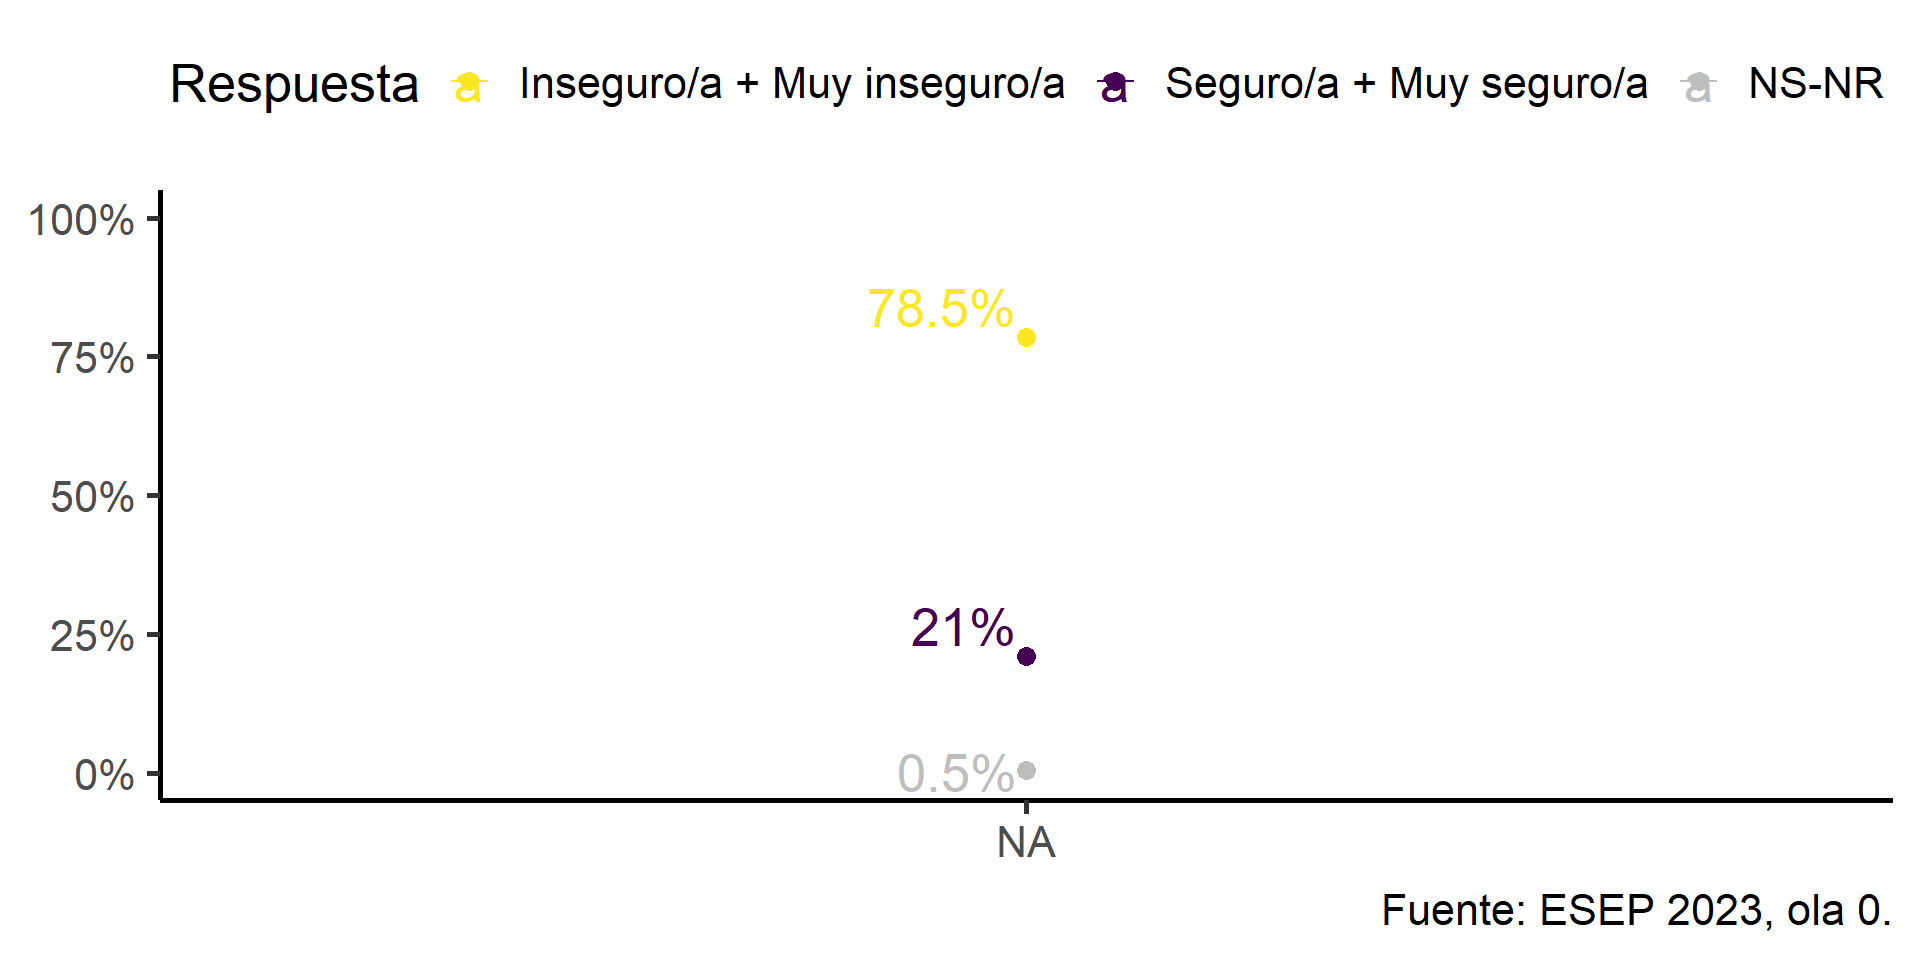 Respuesta a Inseguro/a + Muy inseguro/a a Seguro/a + Muy seguro/a a NS-NR
100%
78.5%
75%
50%
25%
21%
0%
0.5%
NA
Fuente: ESEP 2023, ola 0.